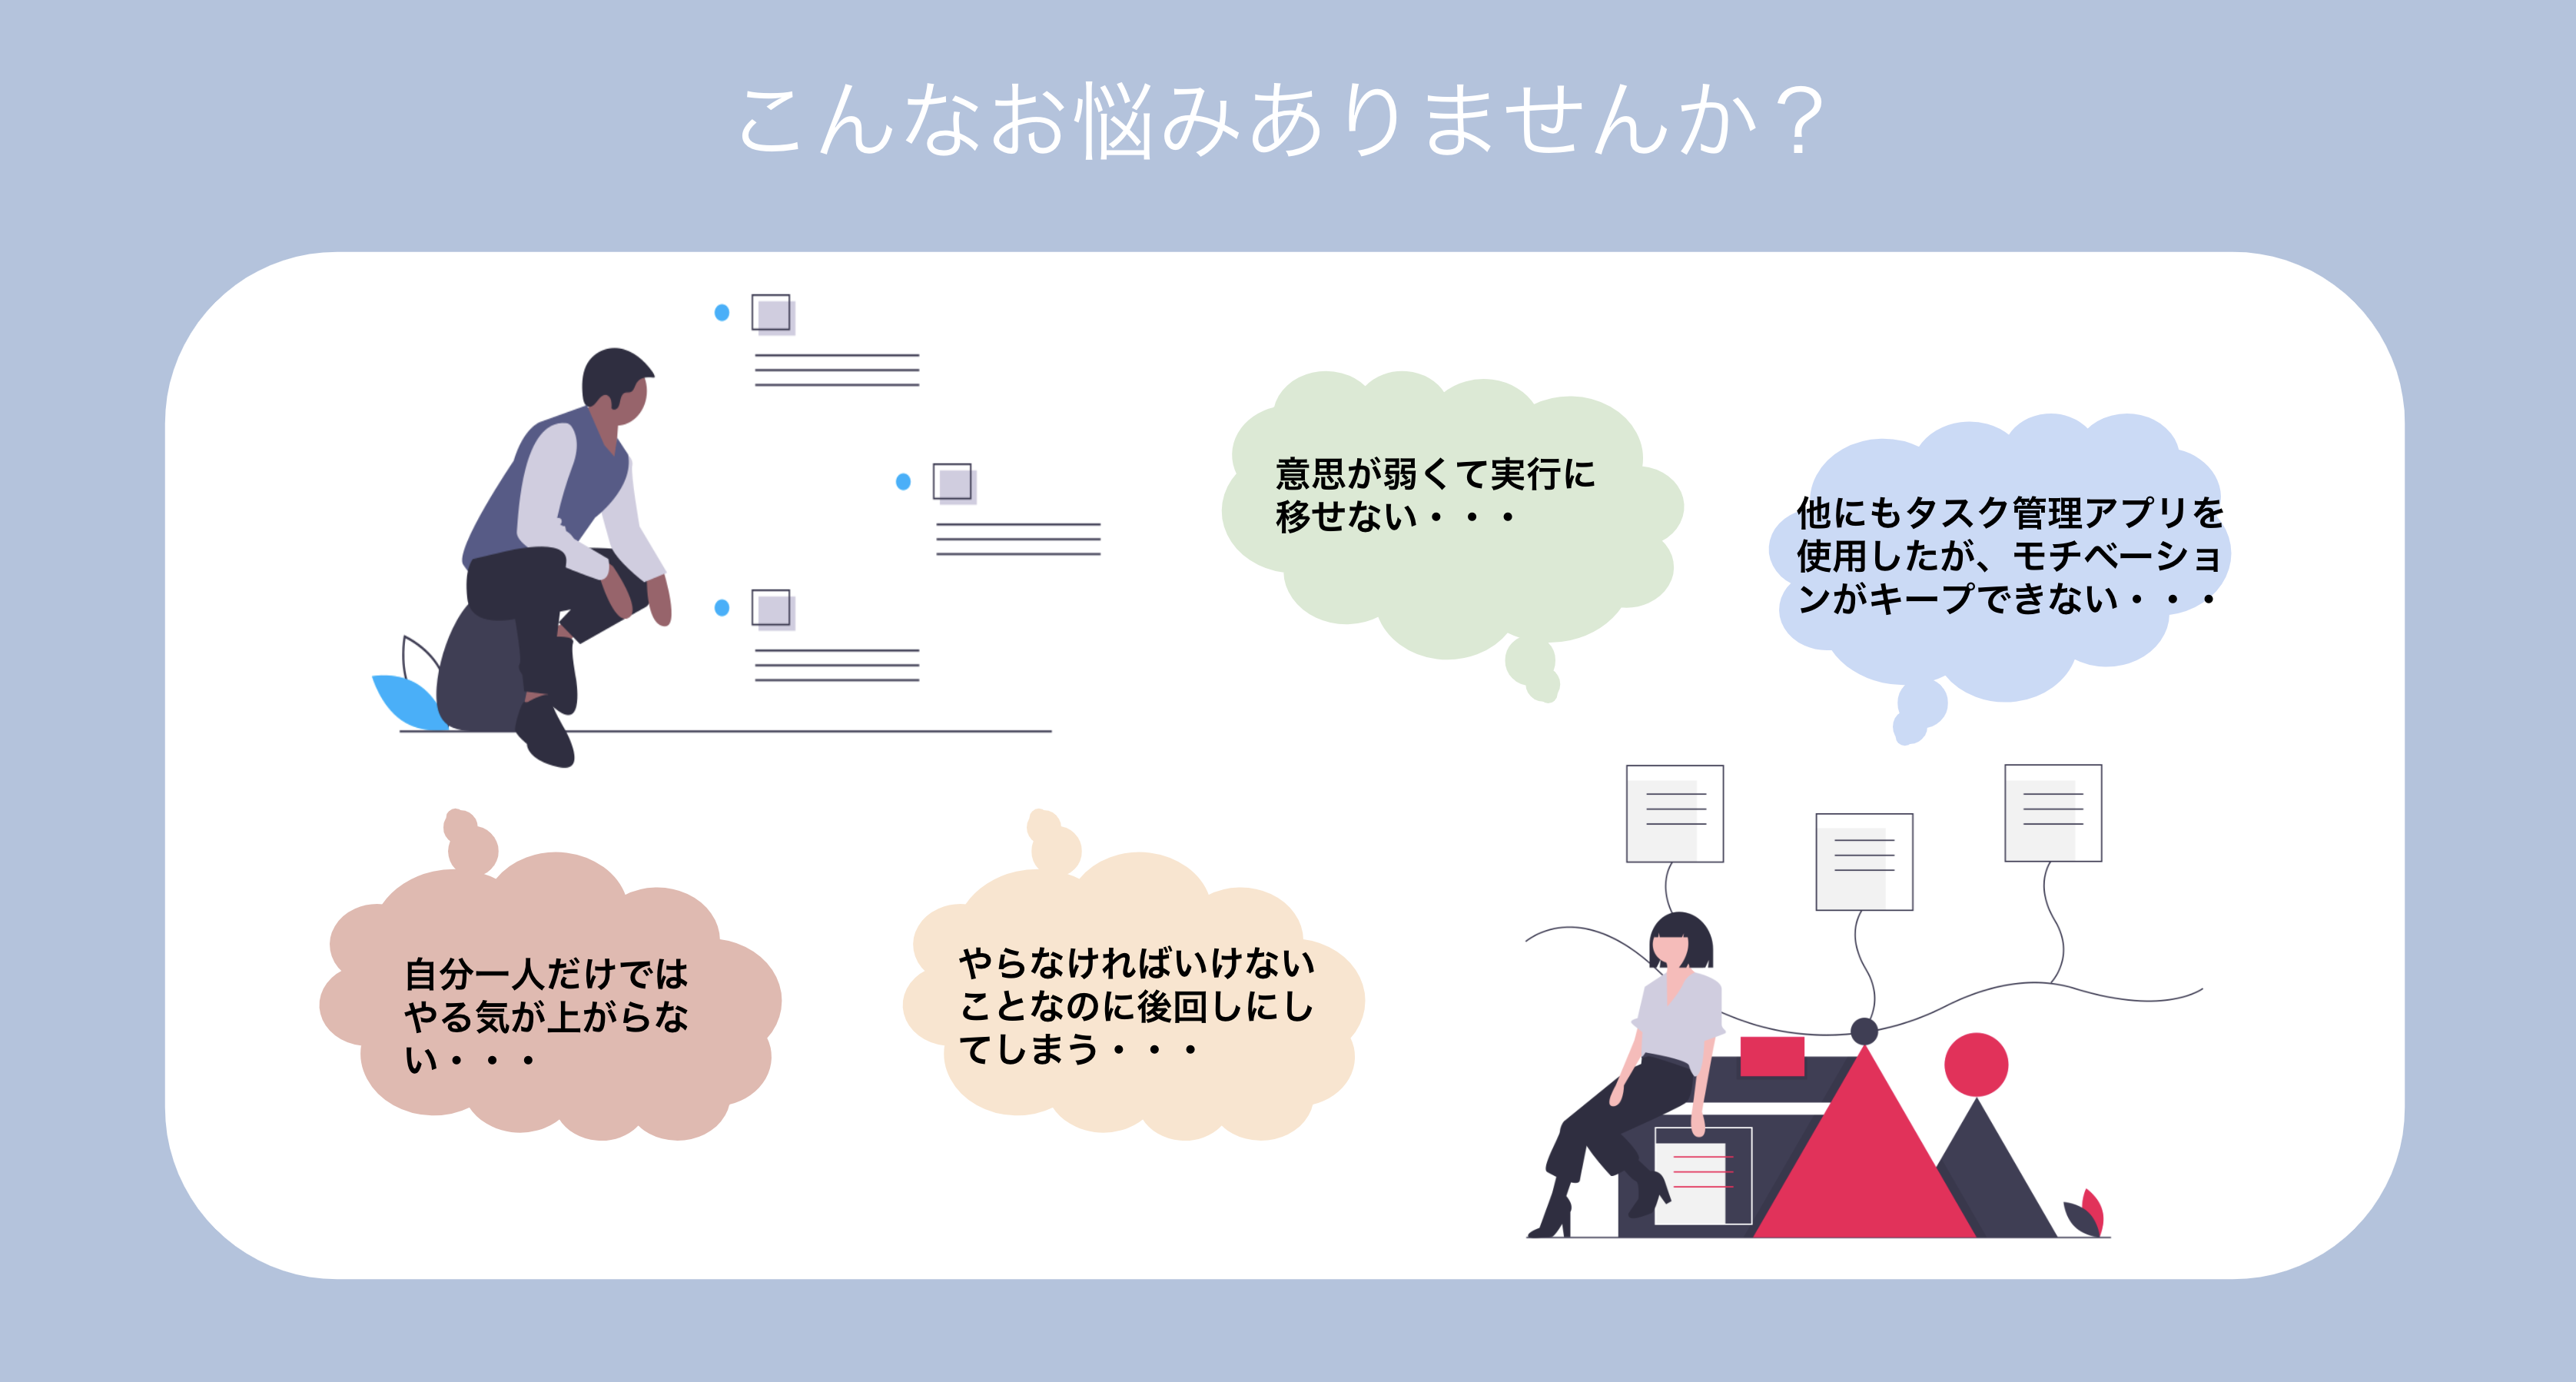 こんなお悩みありませんか？
意思が弱くて実行に
移せない・・・
他にもタスク管理アプリを
使用したが、モチベーショ
ンがキープできない・・・
自分一人だけでは
やる気が上がらな
い・・・
やらなければいけない
ことなのに後回しにし
てしまう・・・